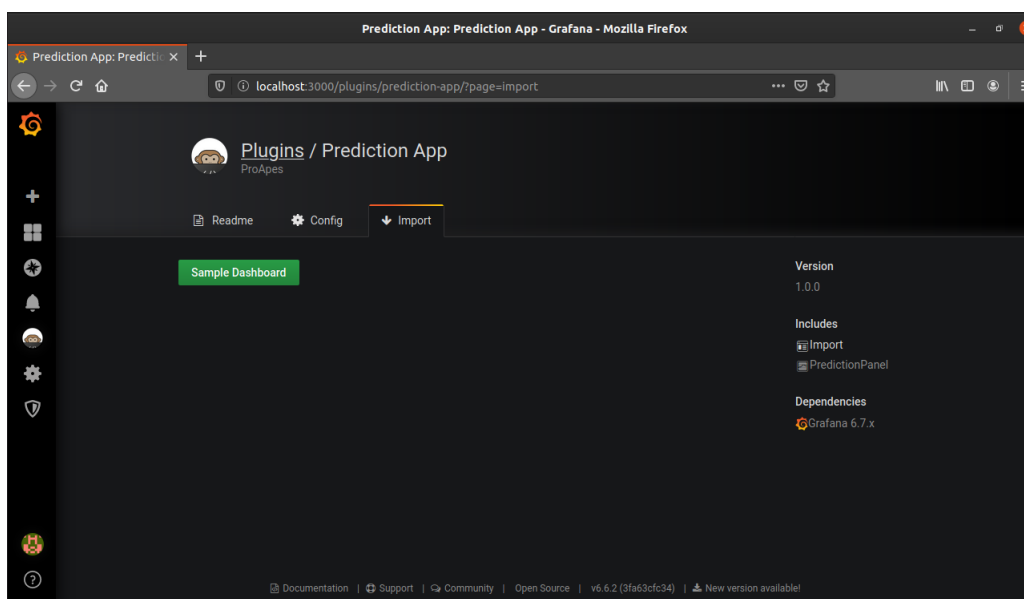 Prediction App: Prediction App - Grafana - Mozilla Firefox
Prediction App: Predictio
localhost:3000/plugins/prediction-app/?page=import
Plugins / Prediction App
ProApes
Readme Config Import
Sample Dashboard
Version
1.0.0
Includes
Import
PredictionPanel
Dependencies
Grafana 6.7.x
Documentation | Support | Community | Open Source | v6.6.2 (3fa63cfc34) | New version available!